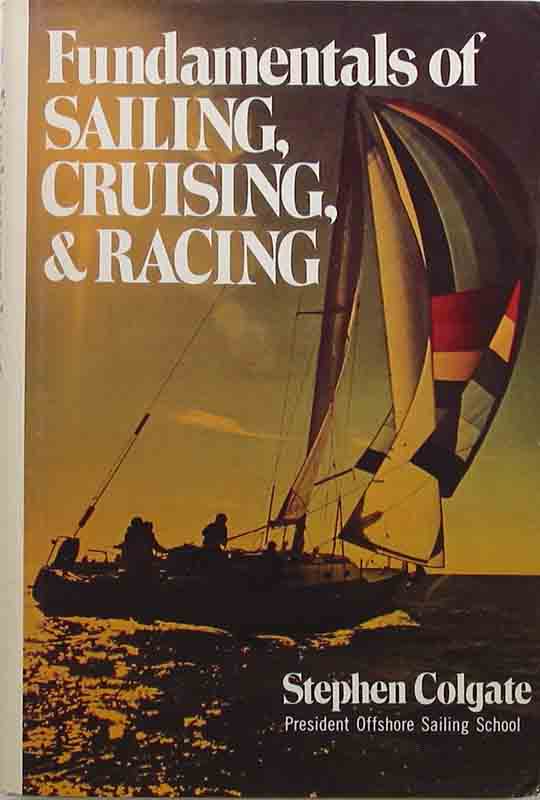 Fundamentals of
SAILING,
CRUISING,
& RACING
Stephen Colgate
President Offshore Sailing School